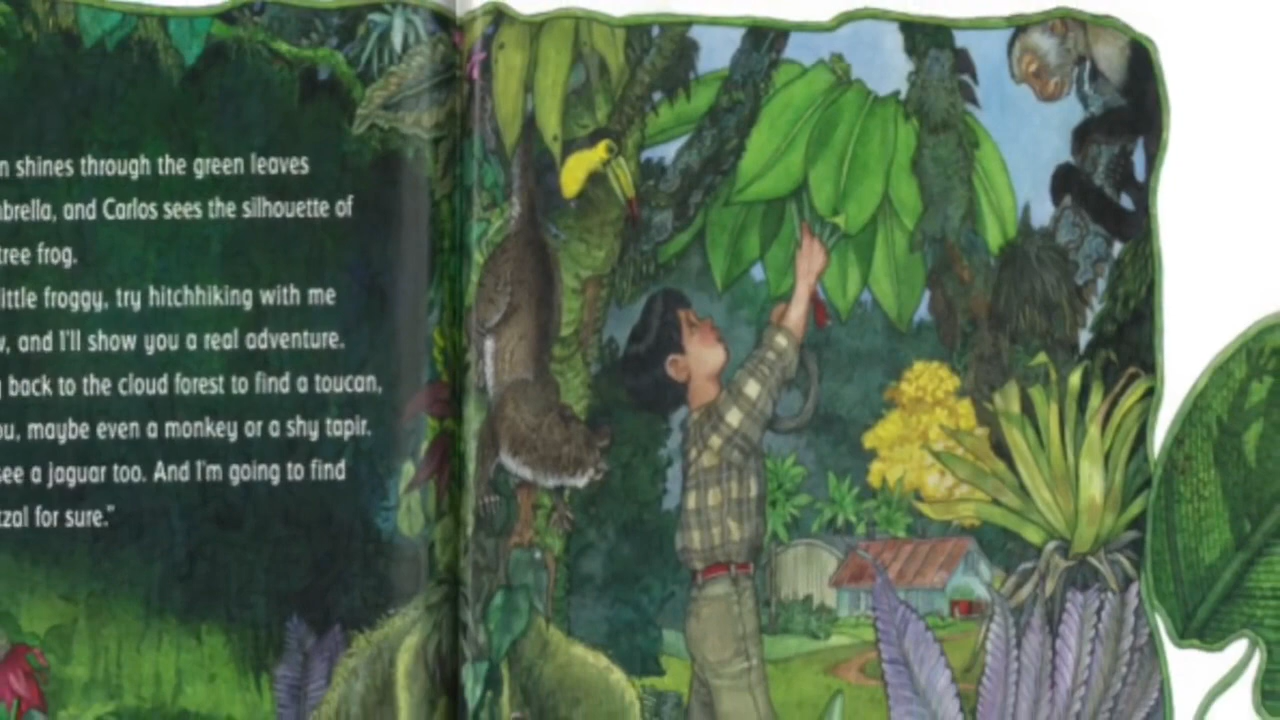 n shines through the green leaves
brella, and Carlos sees the silhouette of
tree frog.
ittle froggy, try hitchhiking with me
w, and I'll show you a real adventure.
back to the cloud forest to find a toucan,
ou, maybe even a monkey or a shy tapir.
see a jaguar too. And I'm going to find
tzal for sure."